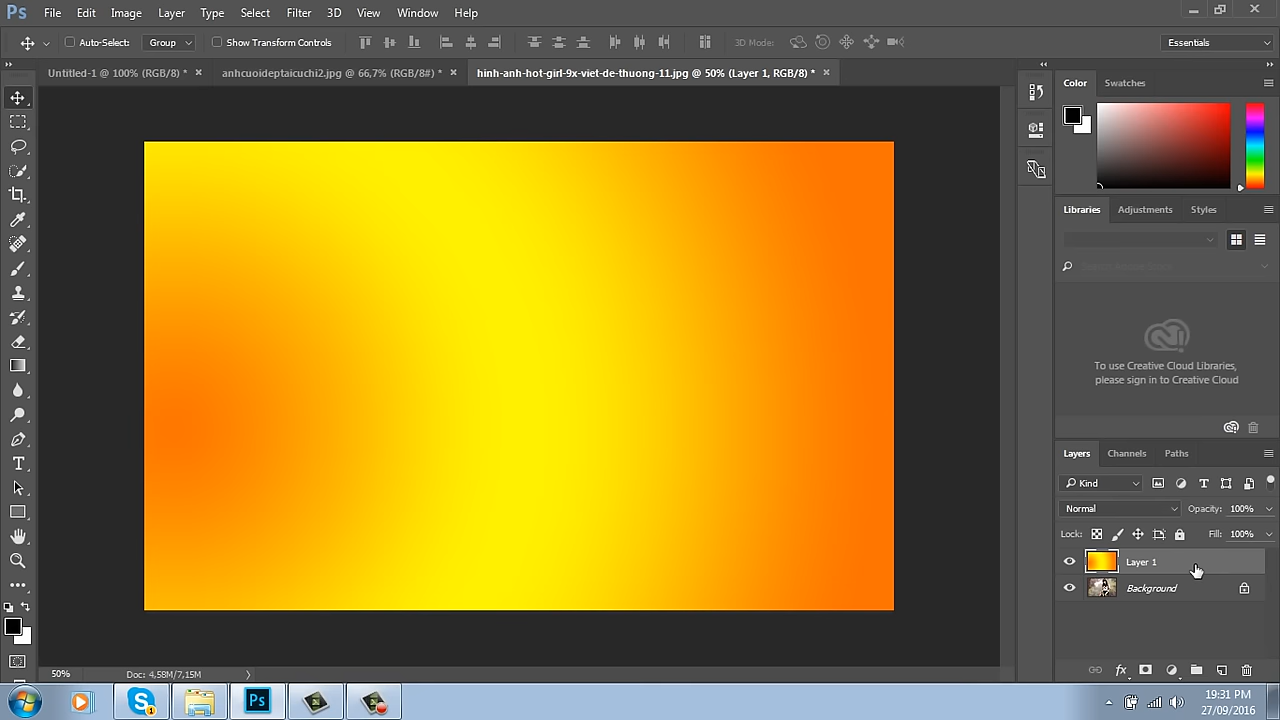 Ps File Edit Image Layer Type Select Filter 3D View Window Help
Auto-Select: Group Show Transform Controls 3D Mode: Essentials
Untitled-1 @ 100% (RGB/8) * × anhcuoideptaicuchi2.jpg @ 66,7% (RGB/8#) * × hinh-anh-hot-girl-9x-viet-de-thuong-11.jpg @ 50% (Layer 1, RGB/8) * ×
Color Swatches
Libraries Adjustments Styles
To use Creative Cloud Libraries,
please sign in to Creative Cloud
Layers Channels Paths
Kind
Normal Opacity: 100%
Lock: Fill: 100%
Layer 1
Background
fx
50% Doc: 4,58M/7,15M
Ps
19:31 PM
27/09/2016